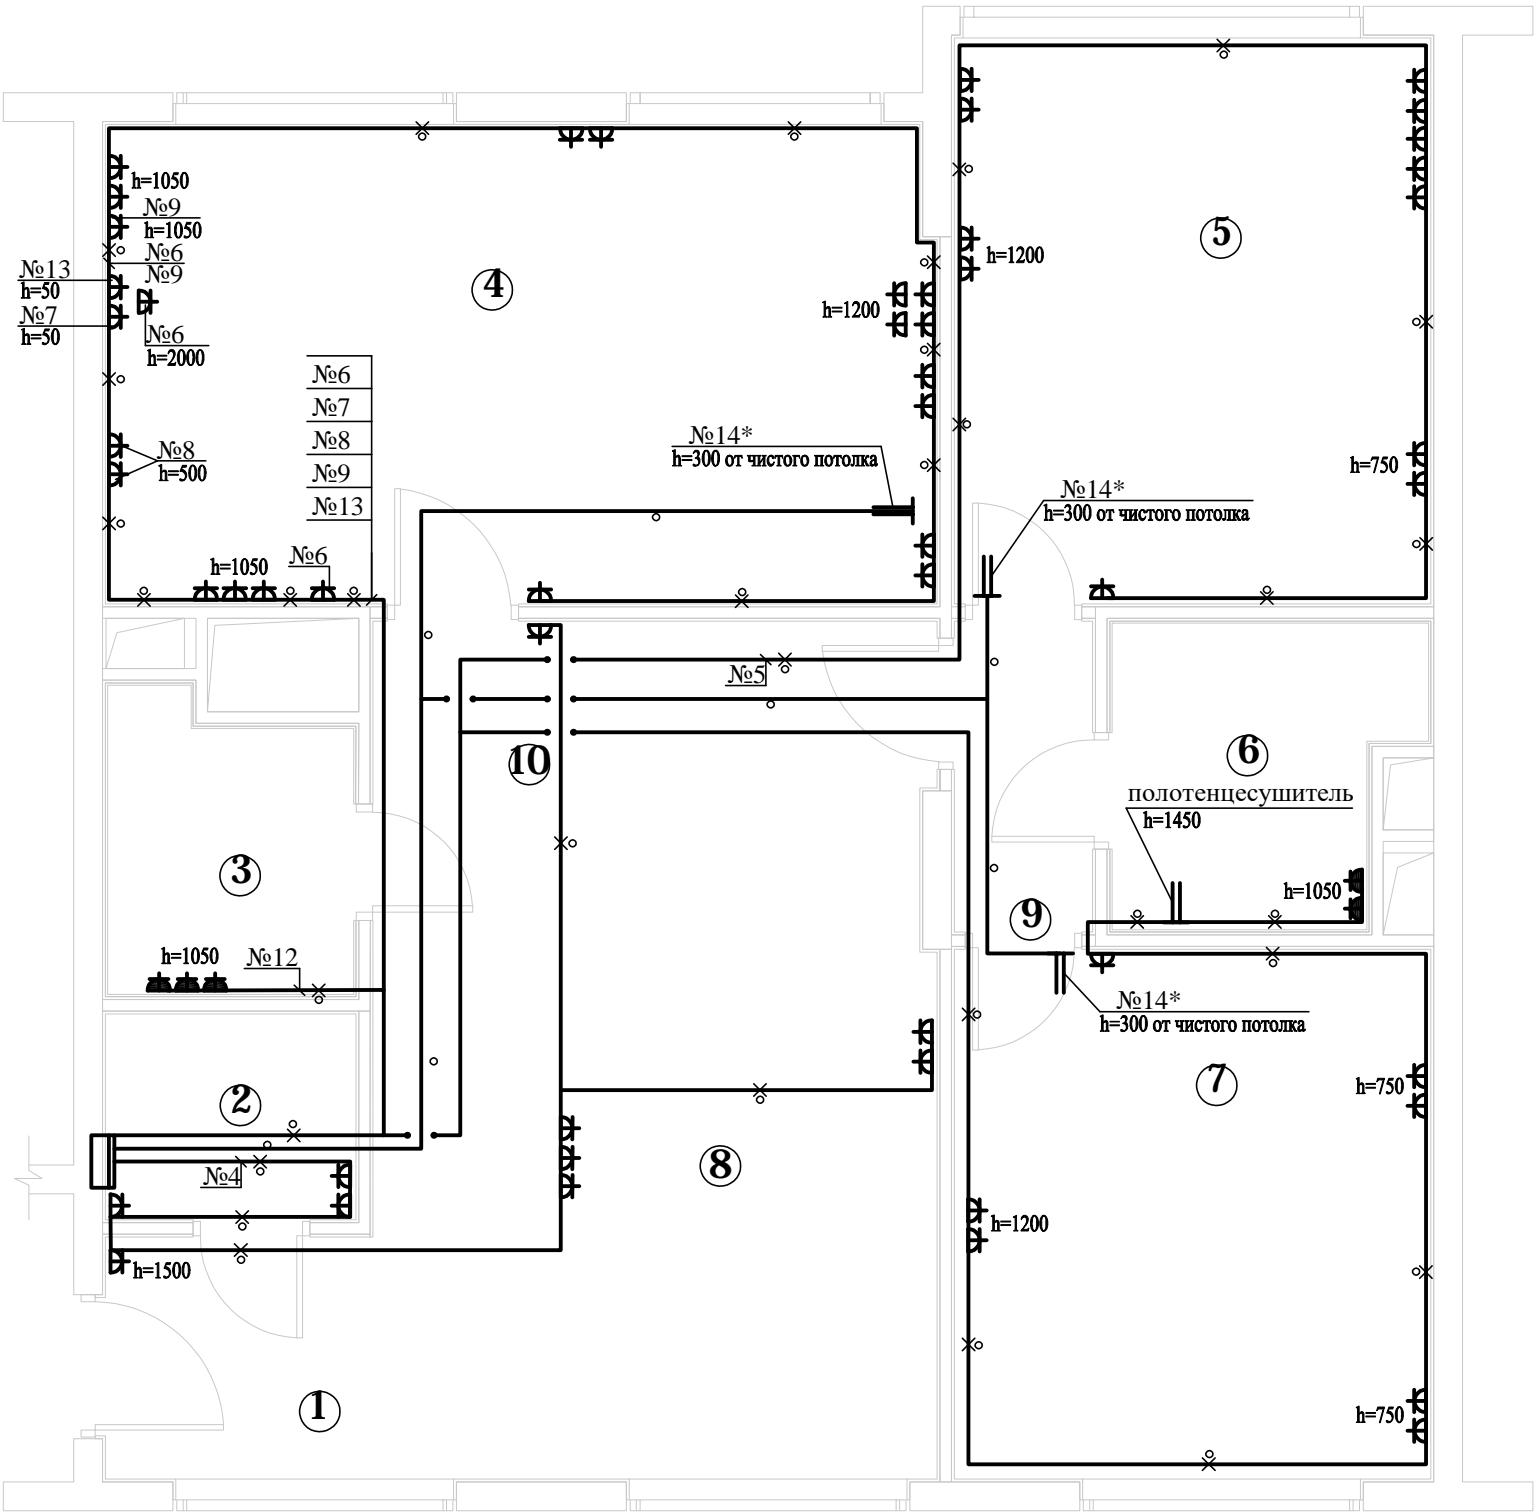 h=1050
№9
h=1050
№6
№9
№13
h=50
№7
h=50
№6
h=2000
4
h=1200
5
h=1200
№6
№7
№8
№9
№13
№8
h=500
№14*
h=300 от чистого потолка
h=750
№14*
h=300 от чистого потолка
h=1050
№6
№5
10
6
полотенцесушитель
h=1450
3
h=1050
9
h=1050
№12
№14*
h=300 от чистого потолка
2
7
h=750
№4
8
h=1200
h=1500
1
h=750